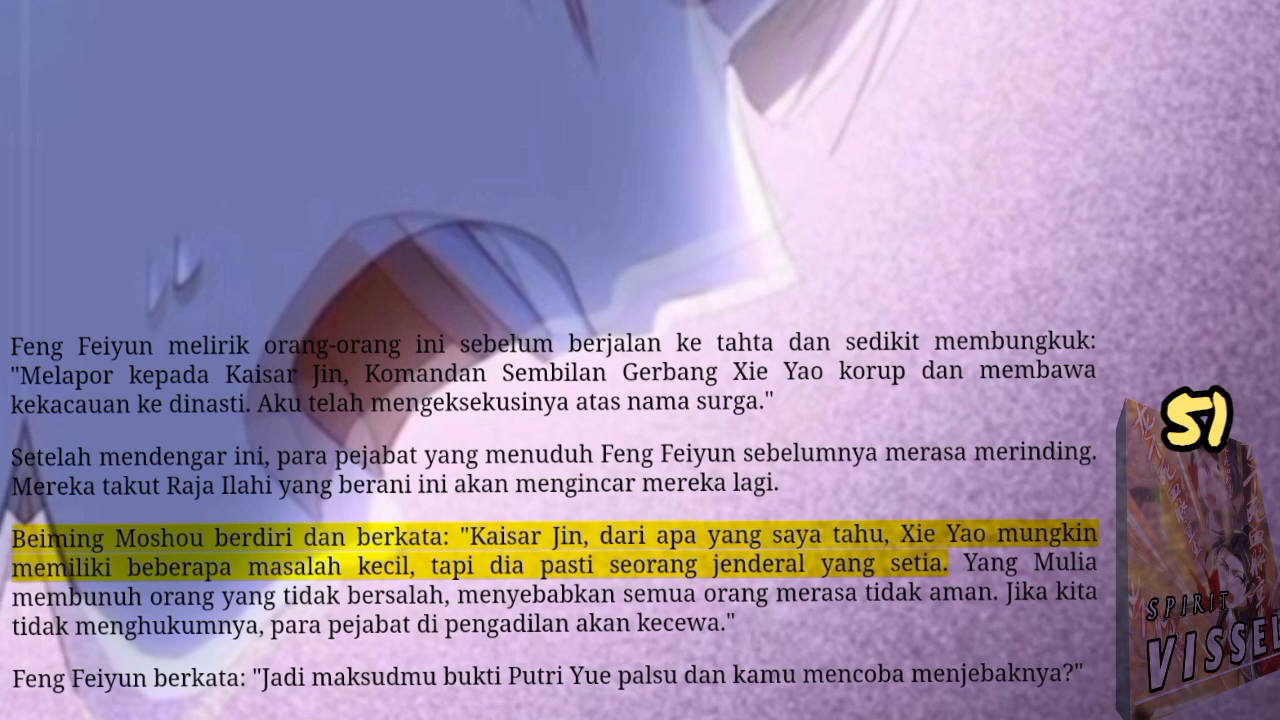 Feng Feiyun melirik orang-orang ini sebelum berjalan ke tahta dan sedikit membungkuk:
"Melapor kepada Kaisar Jin, Komandan Sembilan Gerbang Xie Yao korup dan membawa
kekacauan ke dinasti. Aku telah mengeksekusinya atas nama surga."
Setelah mendengar ini, para pejabat yang menuduh Feng Feiyun sebelumnya merasa merinding.
Mereka takut Raja Ilahi yang berani ini akan mengincar mereka lagi.
Beiming Moshou berdiri dan berkata: "Kaisar Jin, dari apa yang saya tahu, Xie Yao mungkin
memiliki beberapa masalah kecil, tapi dia pasti seorang jenderal yang setia. Yang Mulia
membunuh orang yang tidak bersalah, menyebabkan semua orang merasa tidak aman. Jika kita
tidak menghukumnya, para pejabat di pengadilan akan kecewa."
Feng Feiyun berkata: "Jadi maksudmu bukti Putri Yue palsu dan kamu mencoba menjebaknya?"
51
SPIRIT
VISSEL